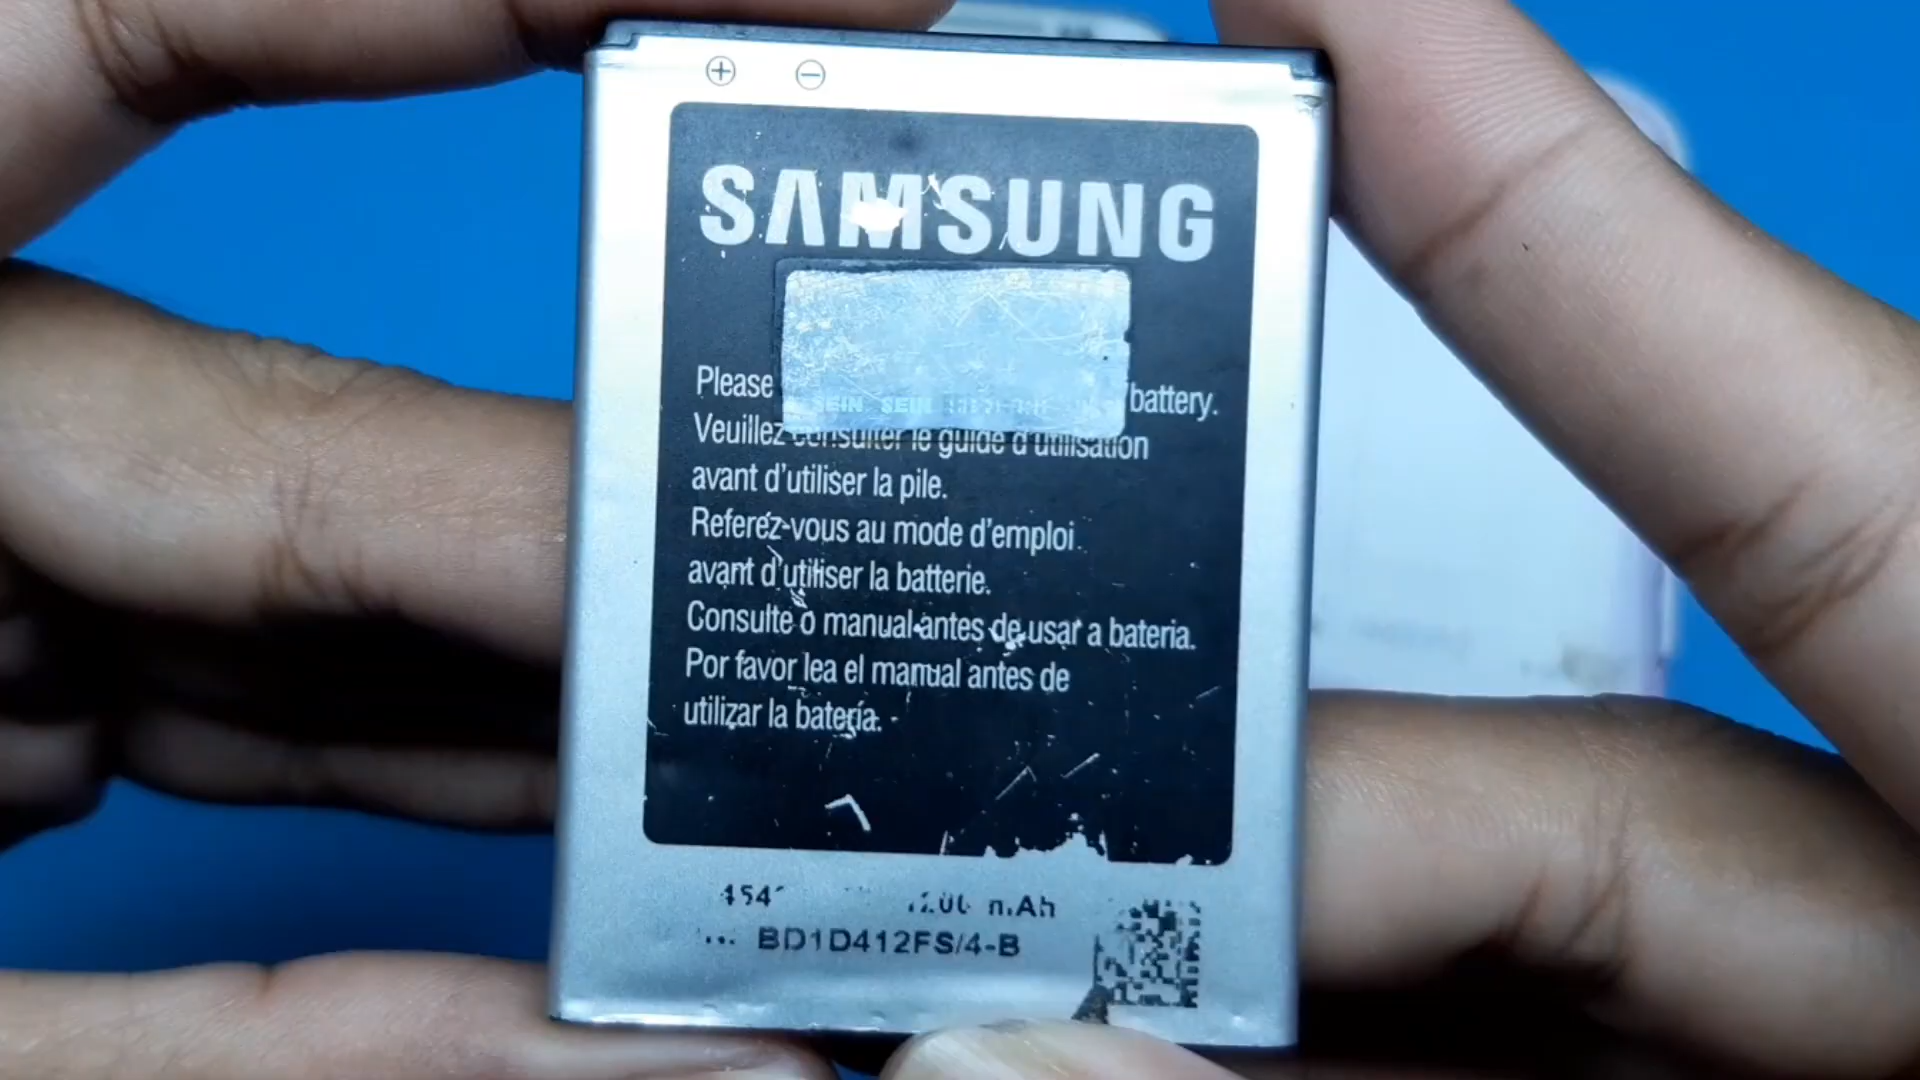 SAMSUNG
Please battery.
Veuillez consulter le guide d'utilisation
avant d'utiliser la pile.
Referez-vous au mode d'emploi
avant d'utiliser la batterie.
Consulte o manual antes de usar a bateria.
Por favor lea el manual antes de
utilizar la batería.
mAh
BD1D412FS/4-B